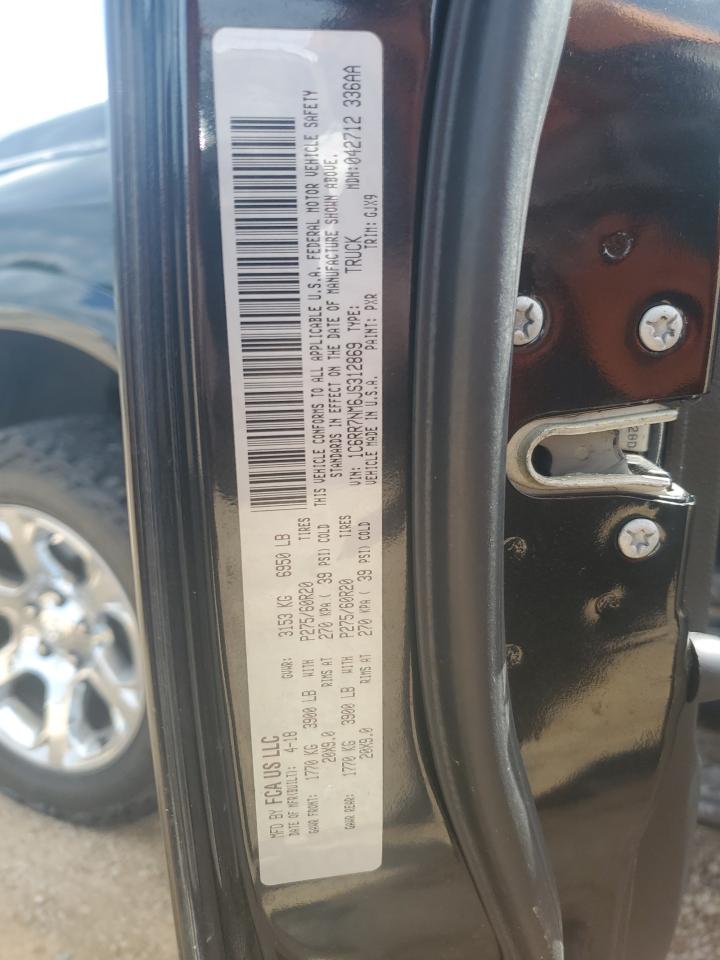 MFD BY FCA US LLC
DATE OF MFR(BUILT): 4-18 GVWR: 3153 KG 6950 LB
GAWR FRONT: 1770 KG 3900 LB WITH P275/60R20 TIRES
20X9.0 RIMS AT 270 KPA ( 39 PSI) COLD
GAWR REAR: 1770 KG 3900 LB WITH P275/60R20 TIRES
20X9.0 RIMS AT 270 KPA ( 39 PSI) COLD
THIS VEHICLE CONFORMS TO ALL APPLICABLE U.S.A. FEDERAL MOTOR VEHICLE SAFETY
STANDARDS IN EFFECT ON THE DATE OF MANUFACTURE SHOWN ABOVE.
VIN: 1C6RR7NM6JS312869 TYPE: TRUCK MDH:042712 336AA
VEHICLE MADE IN U.S.A. PAINT: PXR TRIM: GJX9